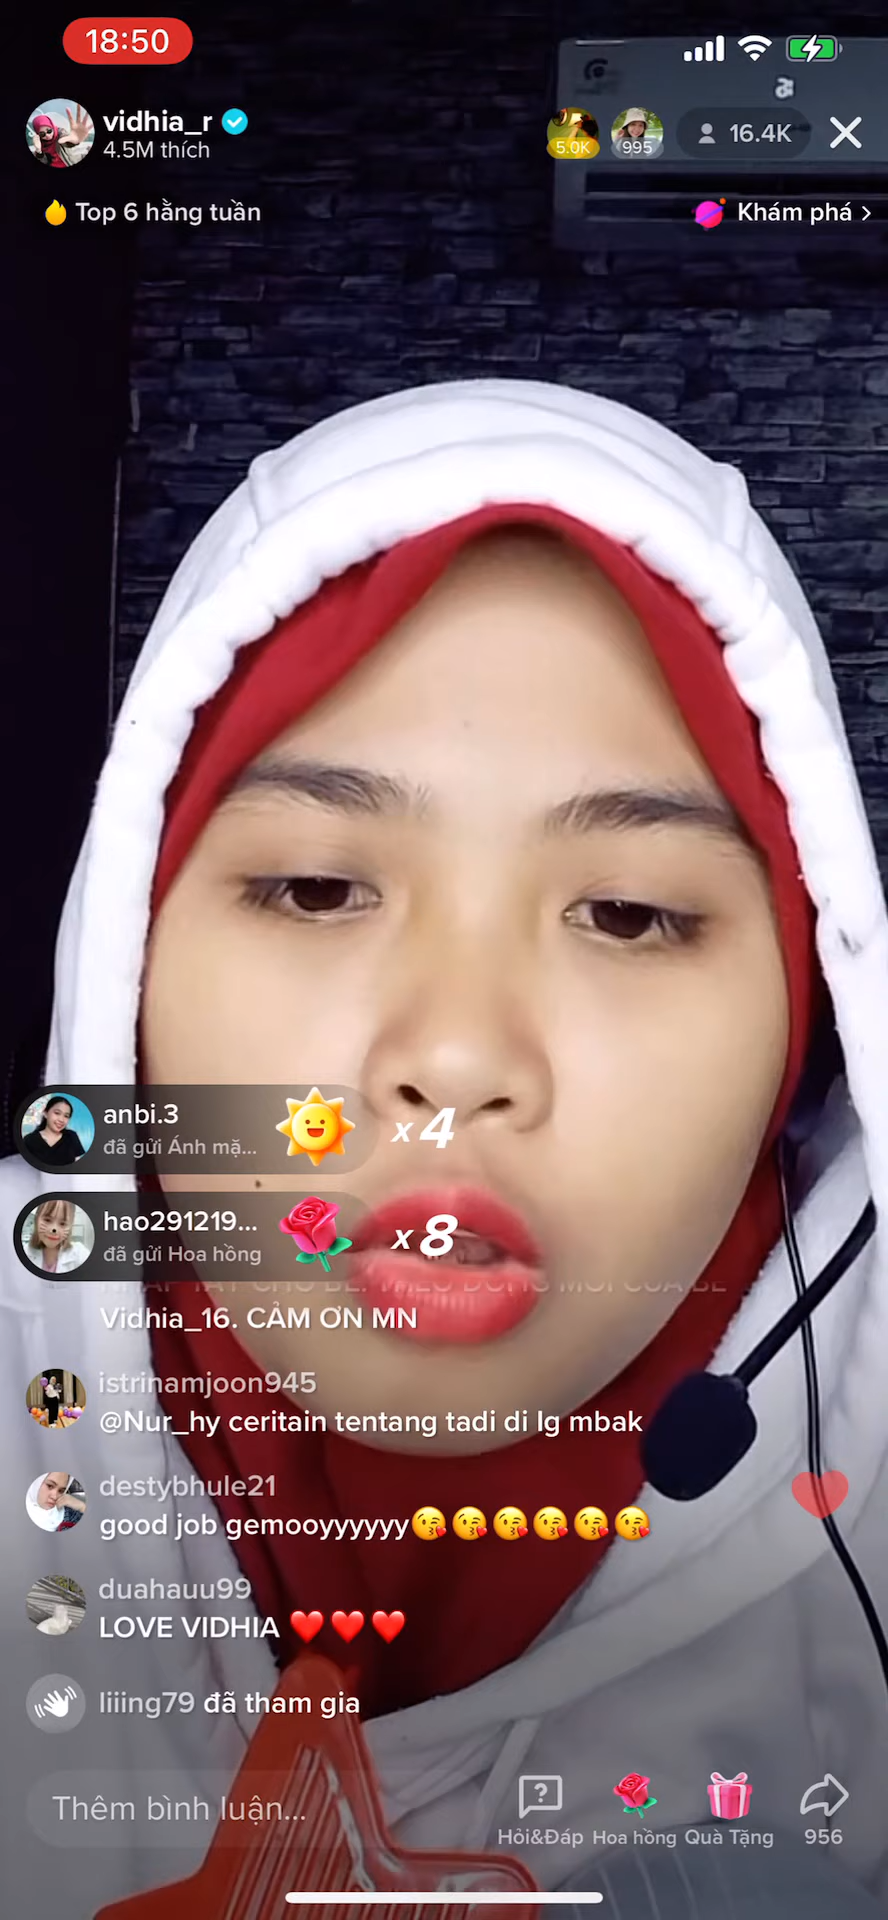 18:50
vidhia_r
4.5M thích
5.0K
995
16.4K
Top 6 hằng tuần
Khám phá
anbi.3
đã gửi Ánh mặ...
x4
hao291219...
đã gửi Hoa hồng
x8
Vidhia_16. CẢM ƠN MN
istrinamjoon945
@Nur_hy ceritain tentang tadi di lg mbak
destybhule21
good job gemooyyyyyy😘😘😘😘😘😘
duahauu99
LOVE VIDHIA ❤️❤️❤️
liiing79 đã tham gia
Thêm bình luận...
Hỏi&Đáp
Hoa hồng
Quà Tặng
956